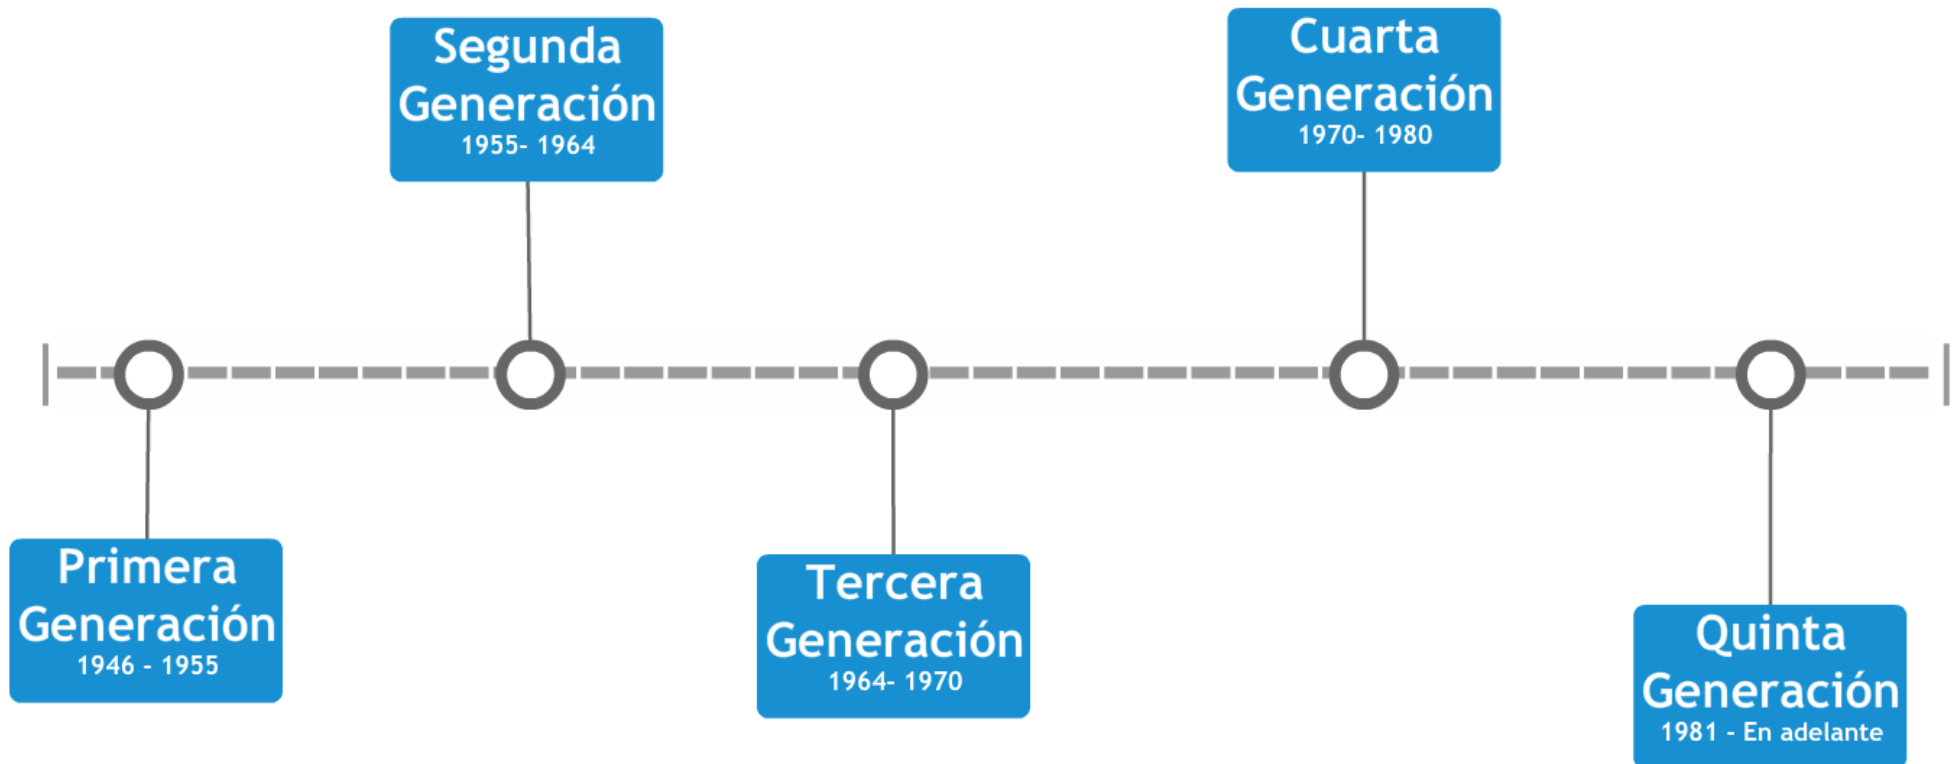 Primera
Generación
1946 - 1955
Segunda
Generación
1955- 1964
Tercera
Generación
1964- 1970
Cuarta
Generación
1970- 1980
Quinta
Generación
1981 - En adelante